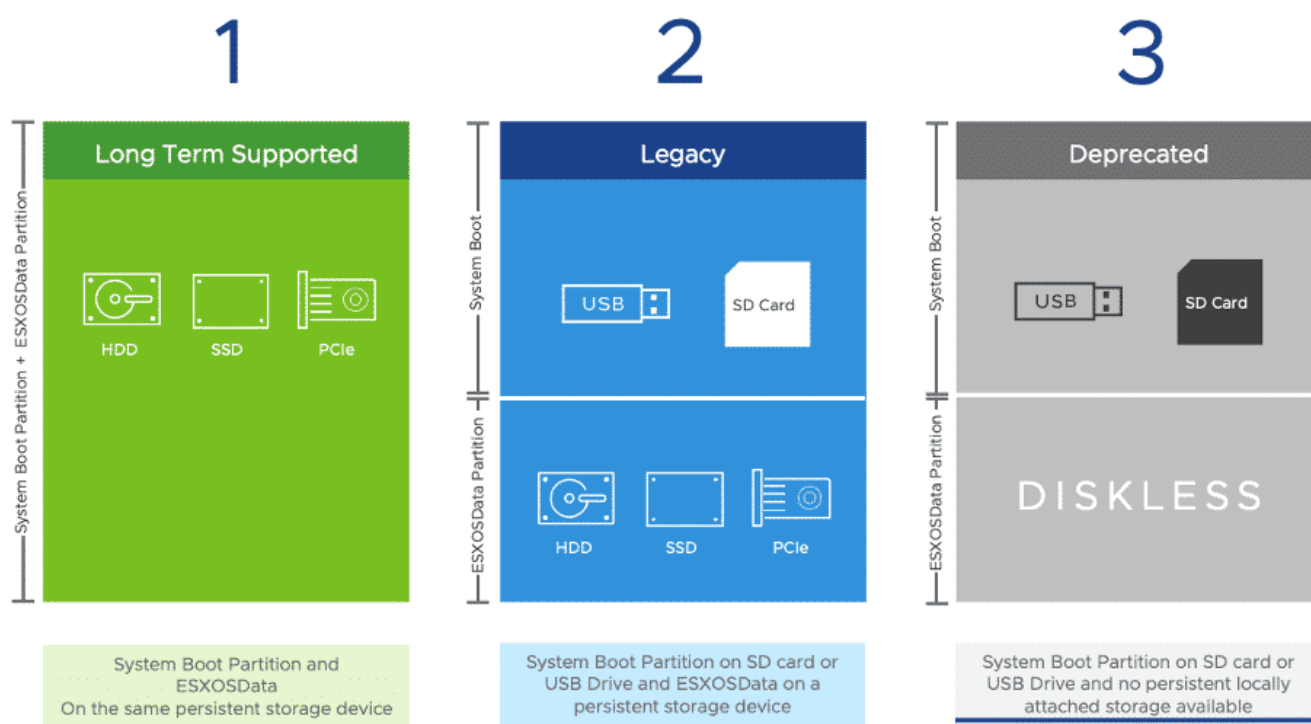 1
2
3
System Boot Partition + ESXOSData Partition
Long Term Supported
HDD
SSD
PCIe
System Boot
ESXOSData Partition
Legacy
USB
SD Card
HDD
SSD
PCIe
System Boot
ESXOSData Partition
Deprecated
USB
SD Card
DISKLESS
System Boot Partition and
ESXOSData
On the same persistent storage device
System Boot Partition on SD card or
USB Drive and ESXOSData on a
persistent storage device
System Boot Partition on SD card or
USB Drive and no persistent locally
attached storage available